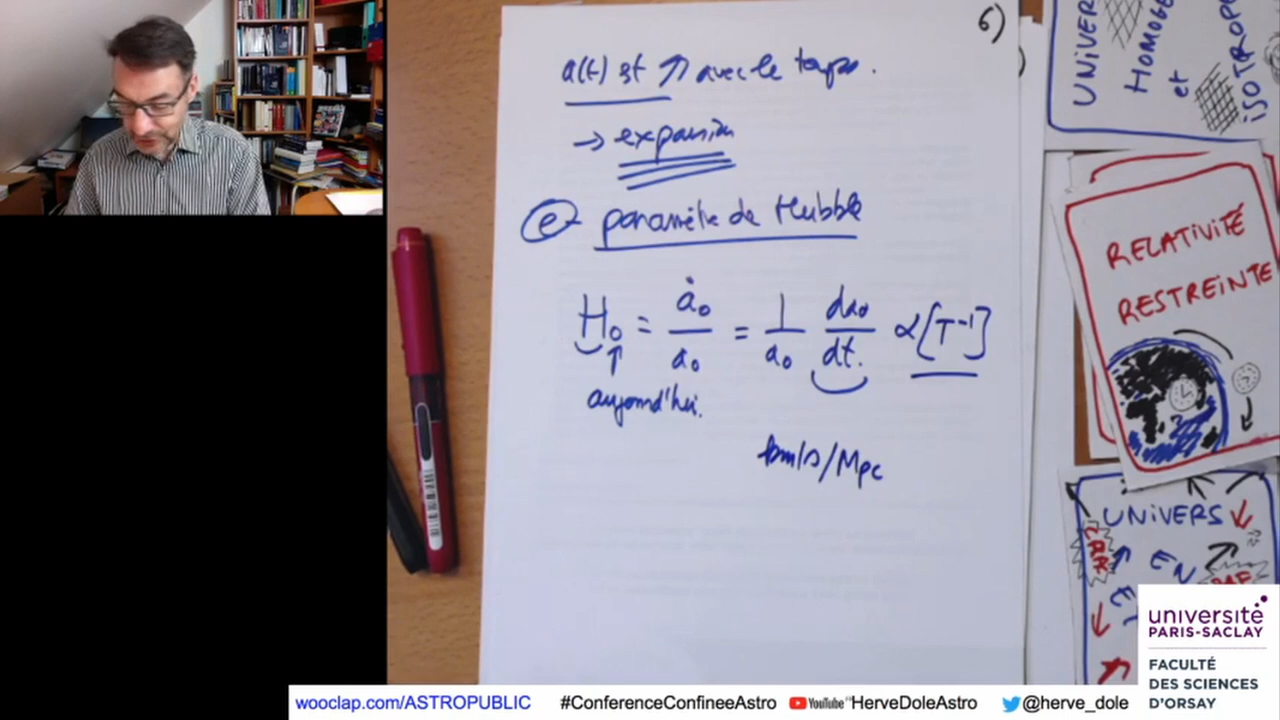 6)
a(t) est ↗ avec le temps.
→ expansion
e paramètre de Hubble
H₀ = ȧ₀/a₀ = 1/a₀ da₀/dt. α [T⁻¹]
↑
aujourd'hui.
km/s/Mpc
UNIVERS
HOMOGE
et
iSOTROPE
RELATIVITÉ
RESTREINTE
UNIVERS
EN
université
PARIS-SACLAY
FACULTÉ
DES SCIENCES
D'ORSAY
wooclap.com/ASTROPUBLIC #ConferenceConfineeAstro YouTube HerveDoleAstro @herve_dole